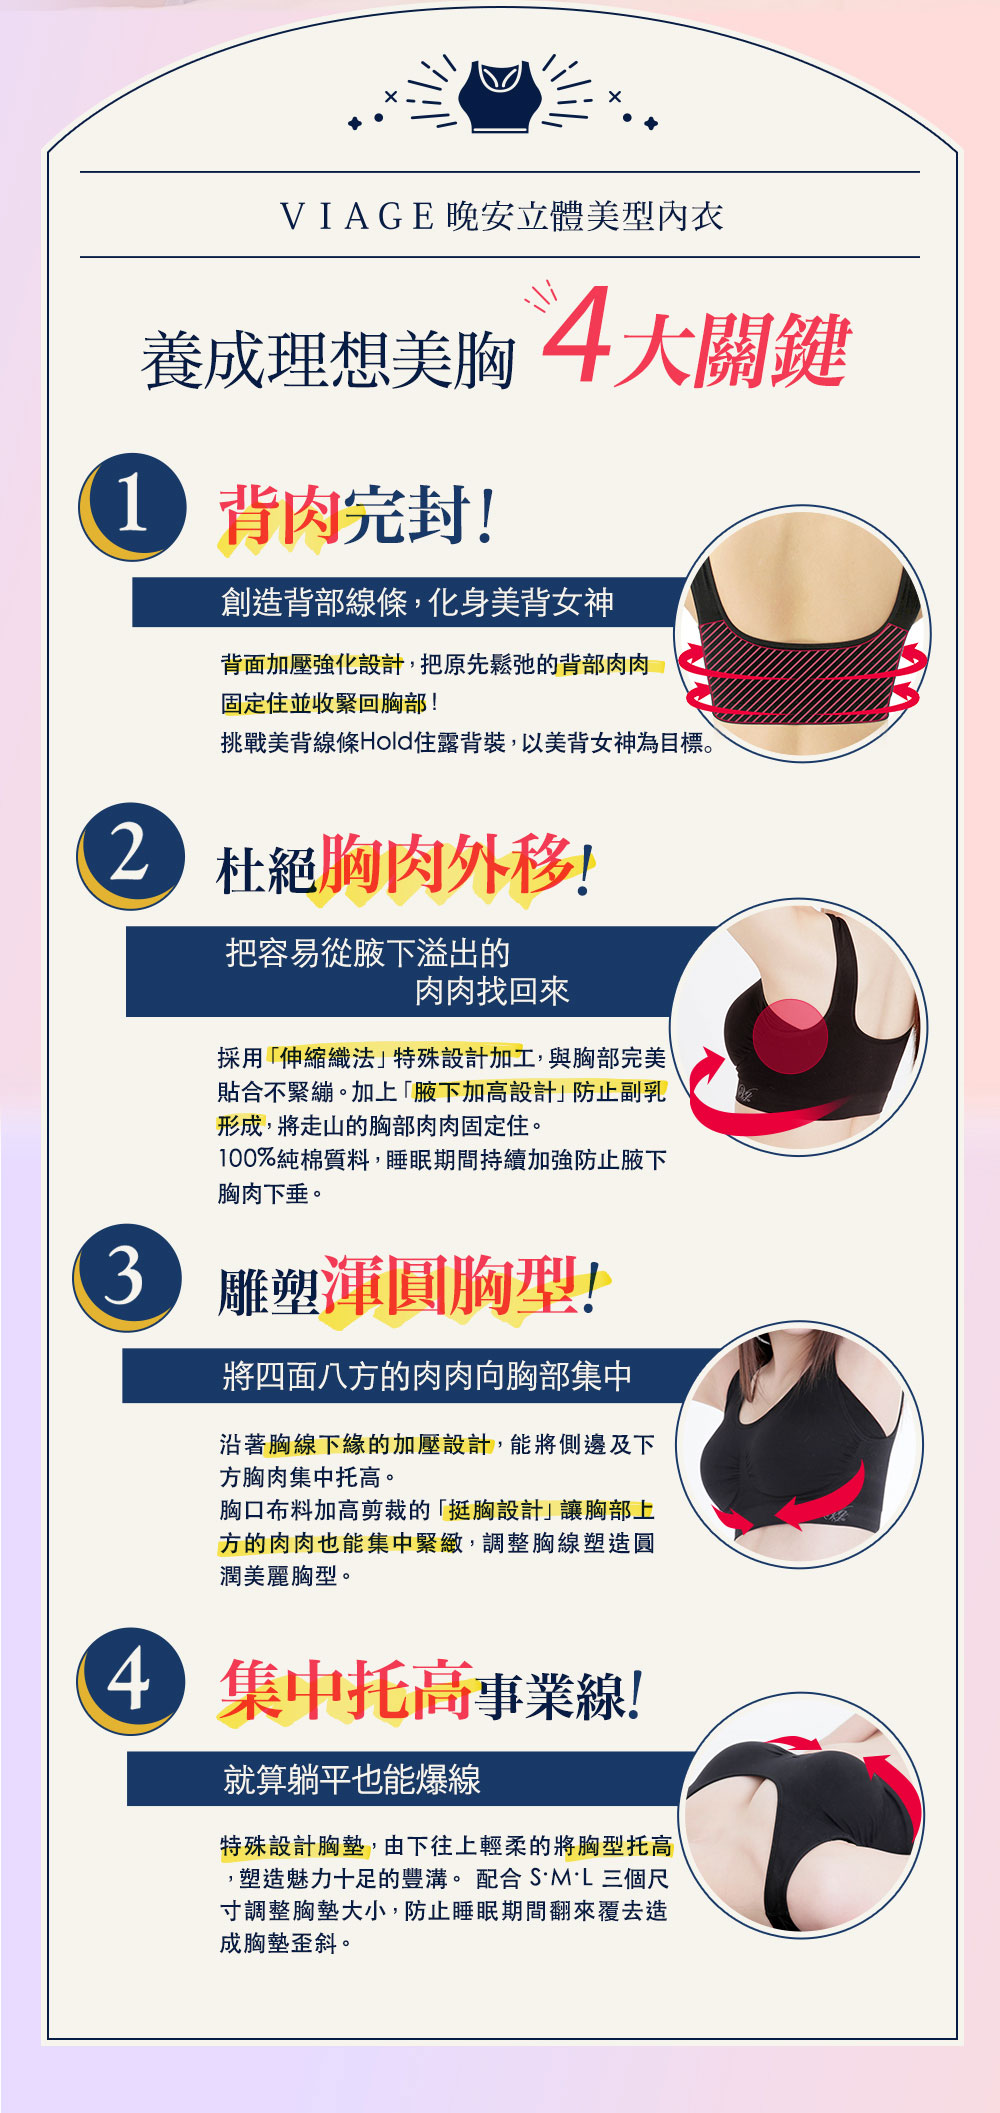 VIAGE 晚安立體美型內衣
養成理想美胸 4大關鍵
1
背肉完封!
創造背部線條，化身美背女神
背面加壓強化設計，把原先鬆弛的背部肉肉
固定住並收緊回胸部!
挑戰美背線條Hold住露背裝，以美背女神為目標。
2
杜絕胸肉外移!
把容易從腋下溢出的
肉肉找回來
採用「伸縮織法」特殊設計加工，與胸部完美
貼合不緊繃。加上「腋下加高設計」防止副乳
形成，將走山的胸部肉肉固定住。
100%純棉質料，睡眠期間持續加強防止腋下
胸肉下垂。
3
雕塑渾圓胸型!
將四面八方的肉肉向胸部集中
沿著胸線下緣的加壓設計，能將側邊及下
方胸肉集中托高。
胸口布料加高剪裁的「挺胸設計」讓胸部上
方的肉肉也能集中緊緻，調整胸線塑造圓
潤美麗胸型。
4
集中托高事業線!
就算躺平也能爆線
特殊設計胸墊，由下往上輕柔的將胸型托高
，塑造魅力十足的豐溝。 配合 S·M·L 三個尺
寸調整胸墊大小，防止睡眠期間翻來覆去造
成胸墊歪斜。